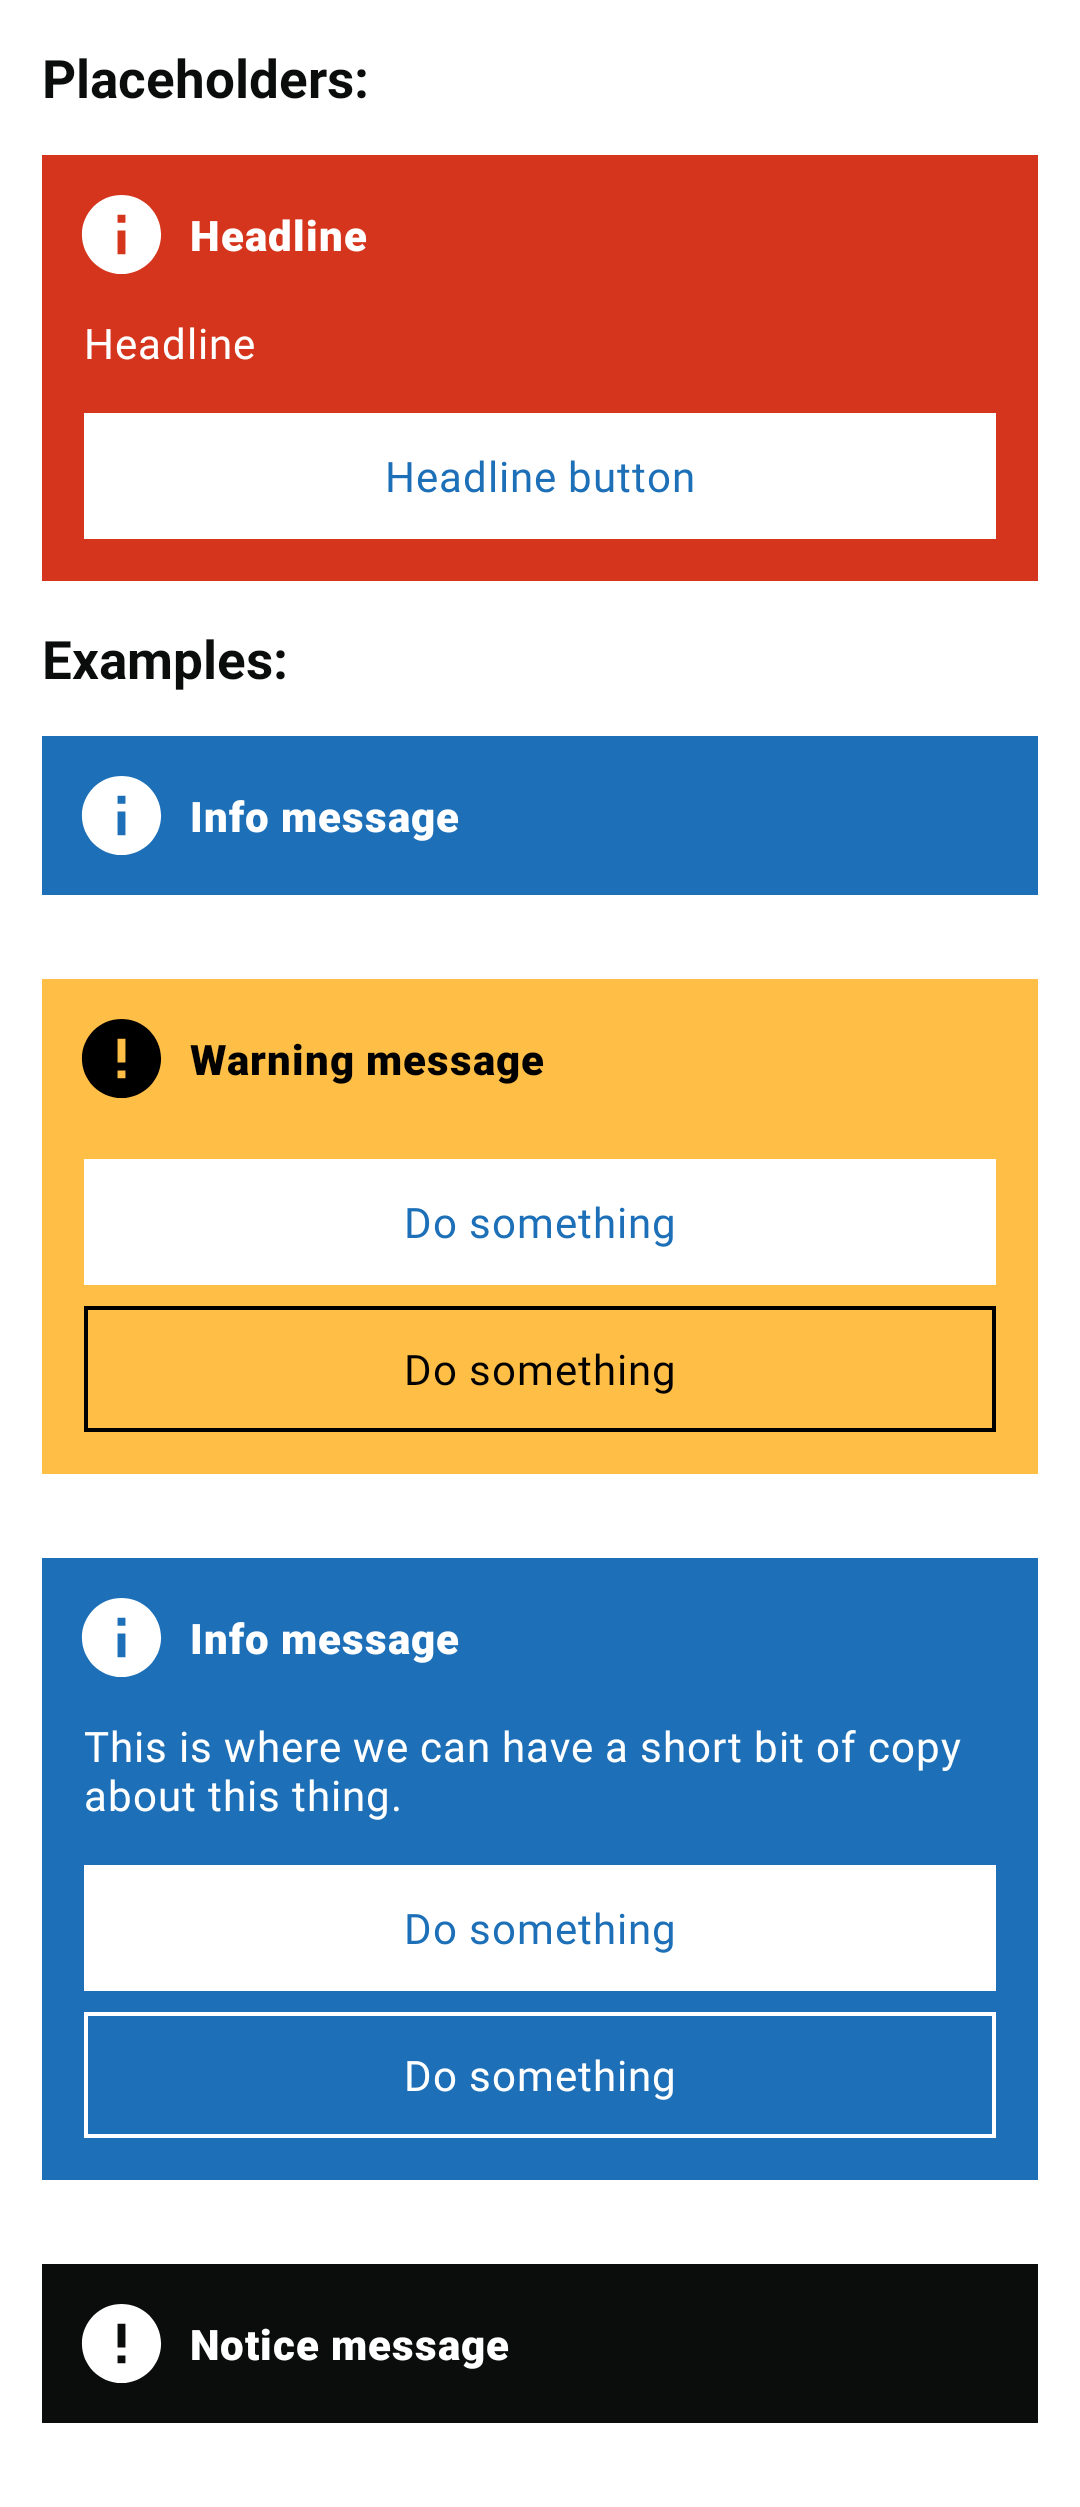 Placeholders:
Headline
Headline
Headline button
Examples:
Info message
Warning message
Do something
Do something
Info message
This is where we can have a short bit of copy
about this thing.
Do something
Do something
Notice message